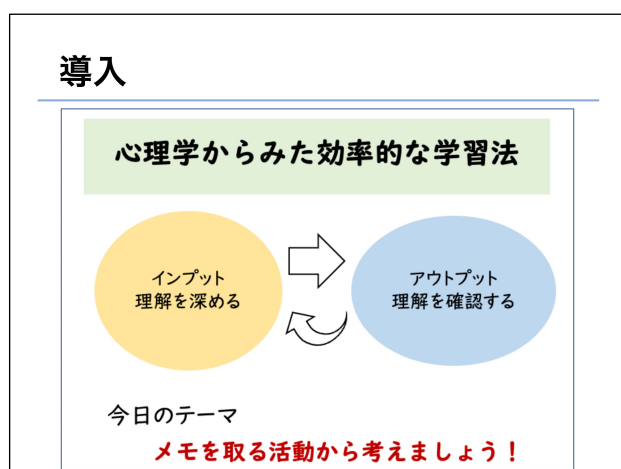 導入
心理学からみた効率的な学習法
インプット
理解を深める
アウトプット
理解を確認する
今日のテーマ
メモを取る活動から考えましょう！